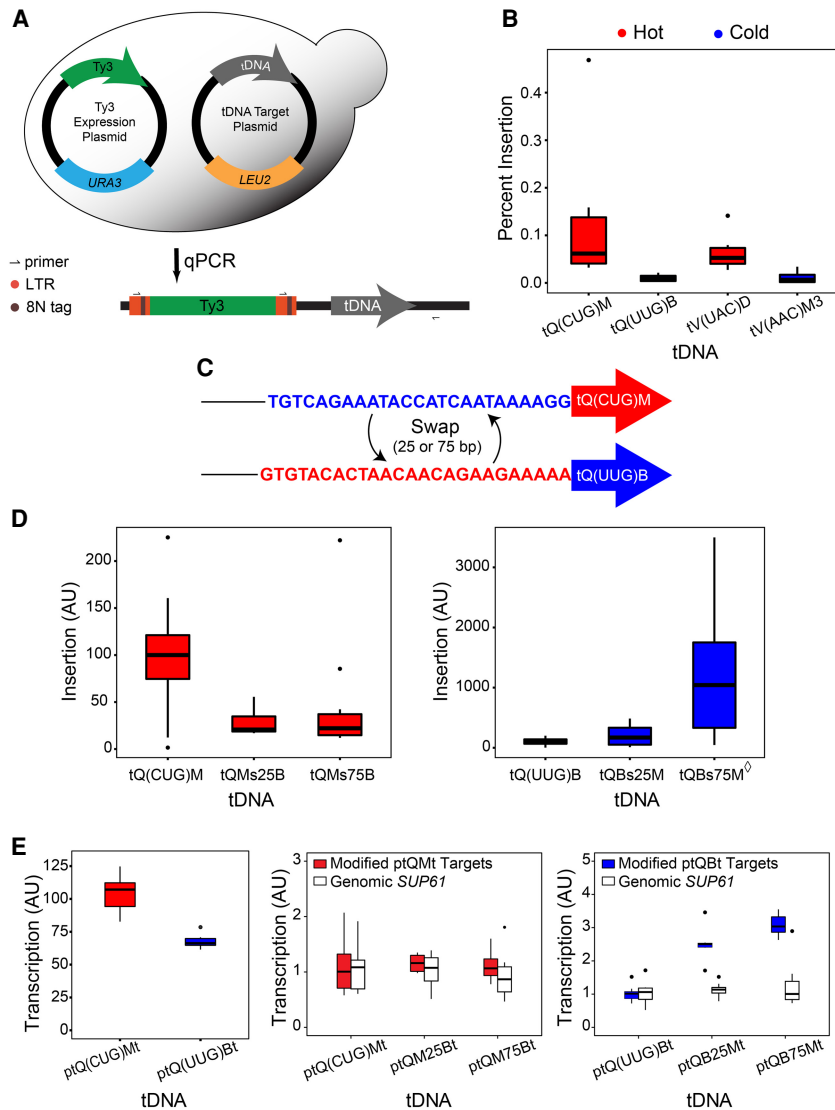 A
Ty3
tDNA
Ty3
Expression
Plasmid
tDNA Target
Plasmid
URA3
LEU2
qPCR
primer
LTR
8N tag
Ty3
tDNA
B
Hot
Cold
Percent Insertion
0.4
0.2
0.1
0.0
tQ(CUG)M
tQ(UUG)B
tV(UAC)D
tV(AAC)M3
tDNA
C
TGTCAGAAATACCATCAATAAAAGG
tQ(CUG)M
Swap
(25 or 75 bp)
GTGTACACTAACAACAGAAGAAAAA
tQ(UUG)B
D
Insertion (AU)
200
150
100
50
0
tQ(CUG)M
tQMs25B
tQMs75B
tDNA
Insertion (AU)
3000
2000
1000
0
tQ(UUG)B
tQBs25M
tQBs75M◊
tDNA
E
Transcription (AU)
125
100
75
50
25
0
ptQ(CUG)Mt
ptQ(UUG)Bt
tDNA
Transcription (AU)
3
2
1
0
Modified ptQMt Targets
Genomic SUP61
ptQ(CUG)Mt
ptQM25Bt
ptQM75Bt
tDNA
Transcription (AU)
5
4
3
2
1
0
Modified ptQBt Targets
Genomic SUP61
ptQ(UUG)Bt
ptQB25Mt
ptQB75Mt
tDNA